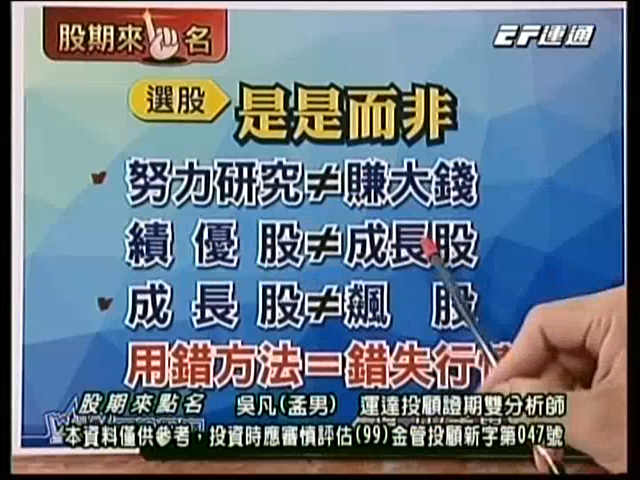 股期來名
ET運通
選股
是是而非
努力研究≠賺大錢
績優股≠成長股
成長股≠飆股
用錯方法=錯失行
股期來點名 吳凡(孟男) 運達投顧證期雙分析師
本資料僅供參考，投資時應審慎評估(99)金管投顧新字第047號